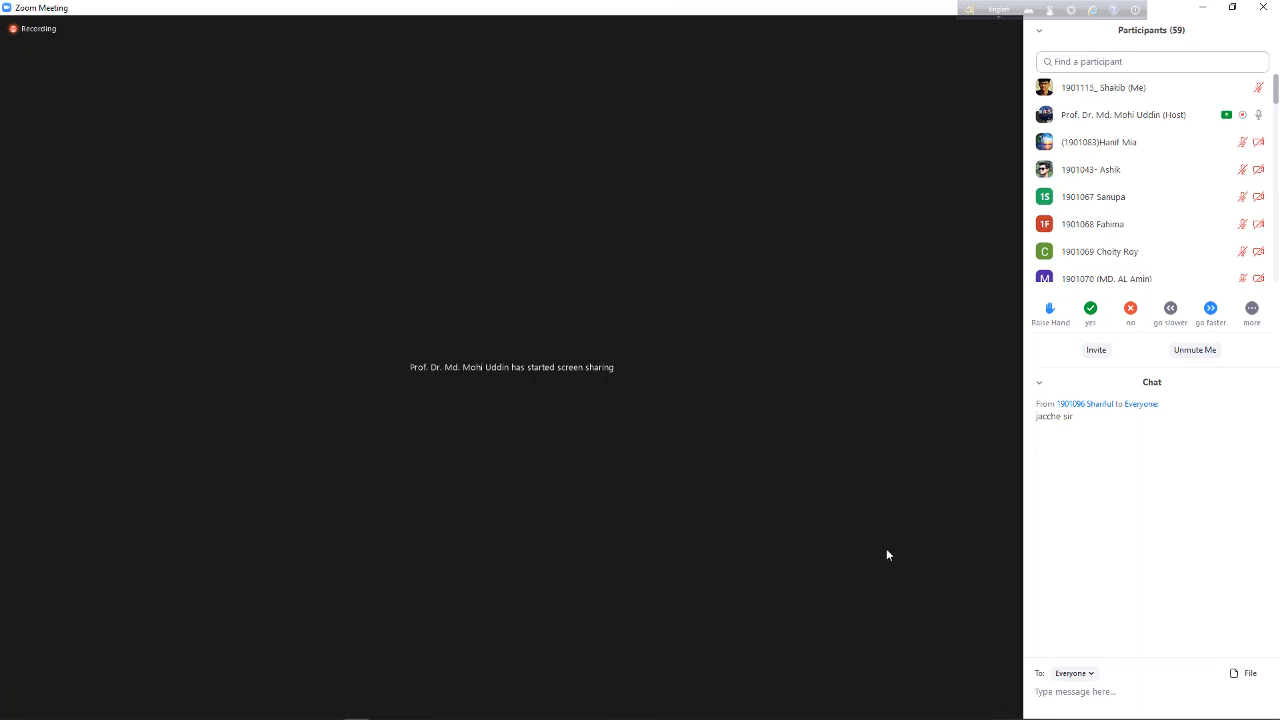 Zoom Meeting
English
Recording
Participants (59)
Find a participant
1901115_ Shakib (Me)
Prof. Dr. Md. Mohi Uddin (Host)
(1901083)Hanif Mia
1901043- Ashik
1S 1901067 Sanupa
1F 1901068 Fahima
C 1901069 Choity Roy
M 1901070 (MD. AL Amin)
Raise Hand yes no go slower go faster more
Invite Unmute Me
Prof. Dr. Md. Mohi Uddin has started screen sharing
Chat
From 1901096 Shariful to Everyone:
jacche sir
To: Everyone File
Type message here...